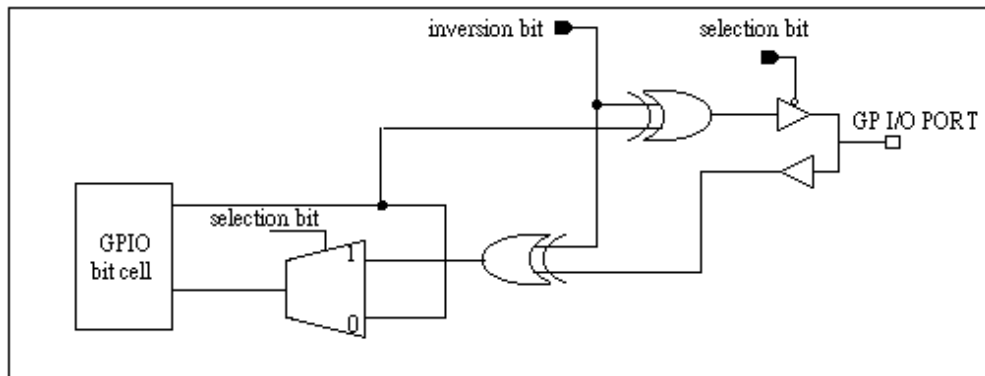 inversion bit
selection bit
GP I/O PORT
selection bit
GPIO
bit cell
1
0